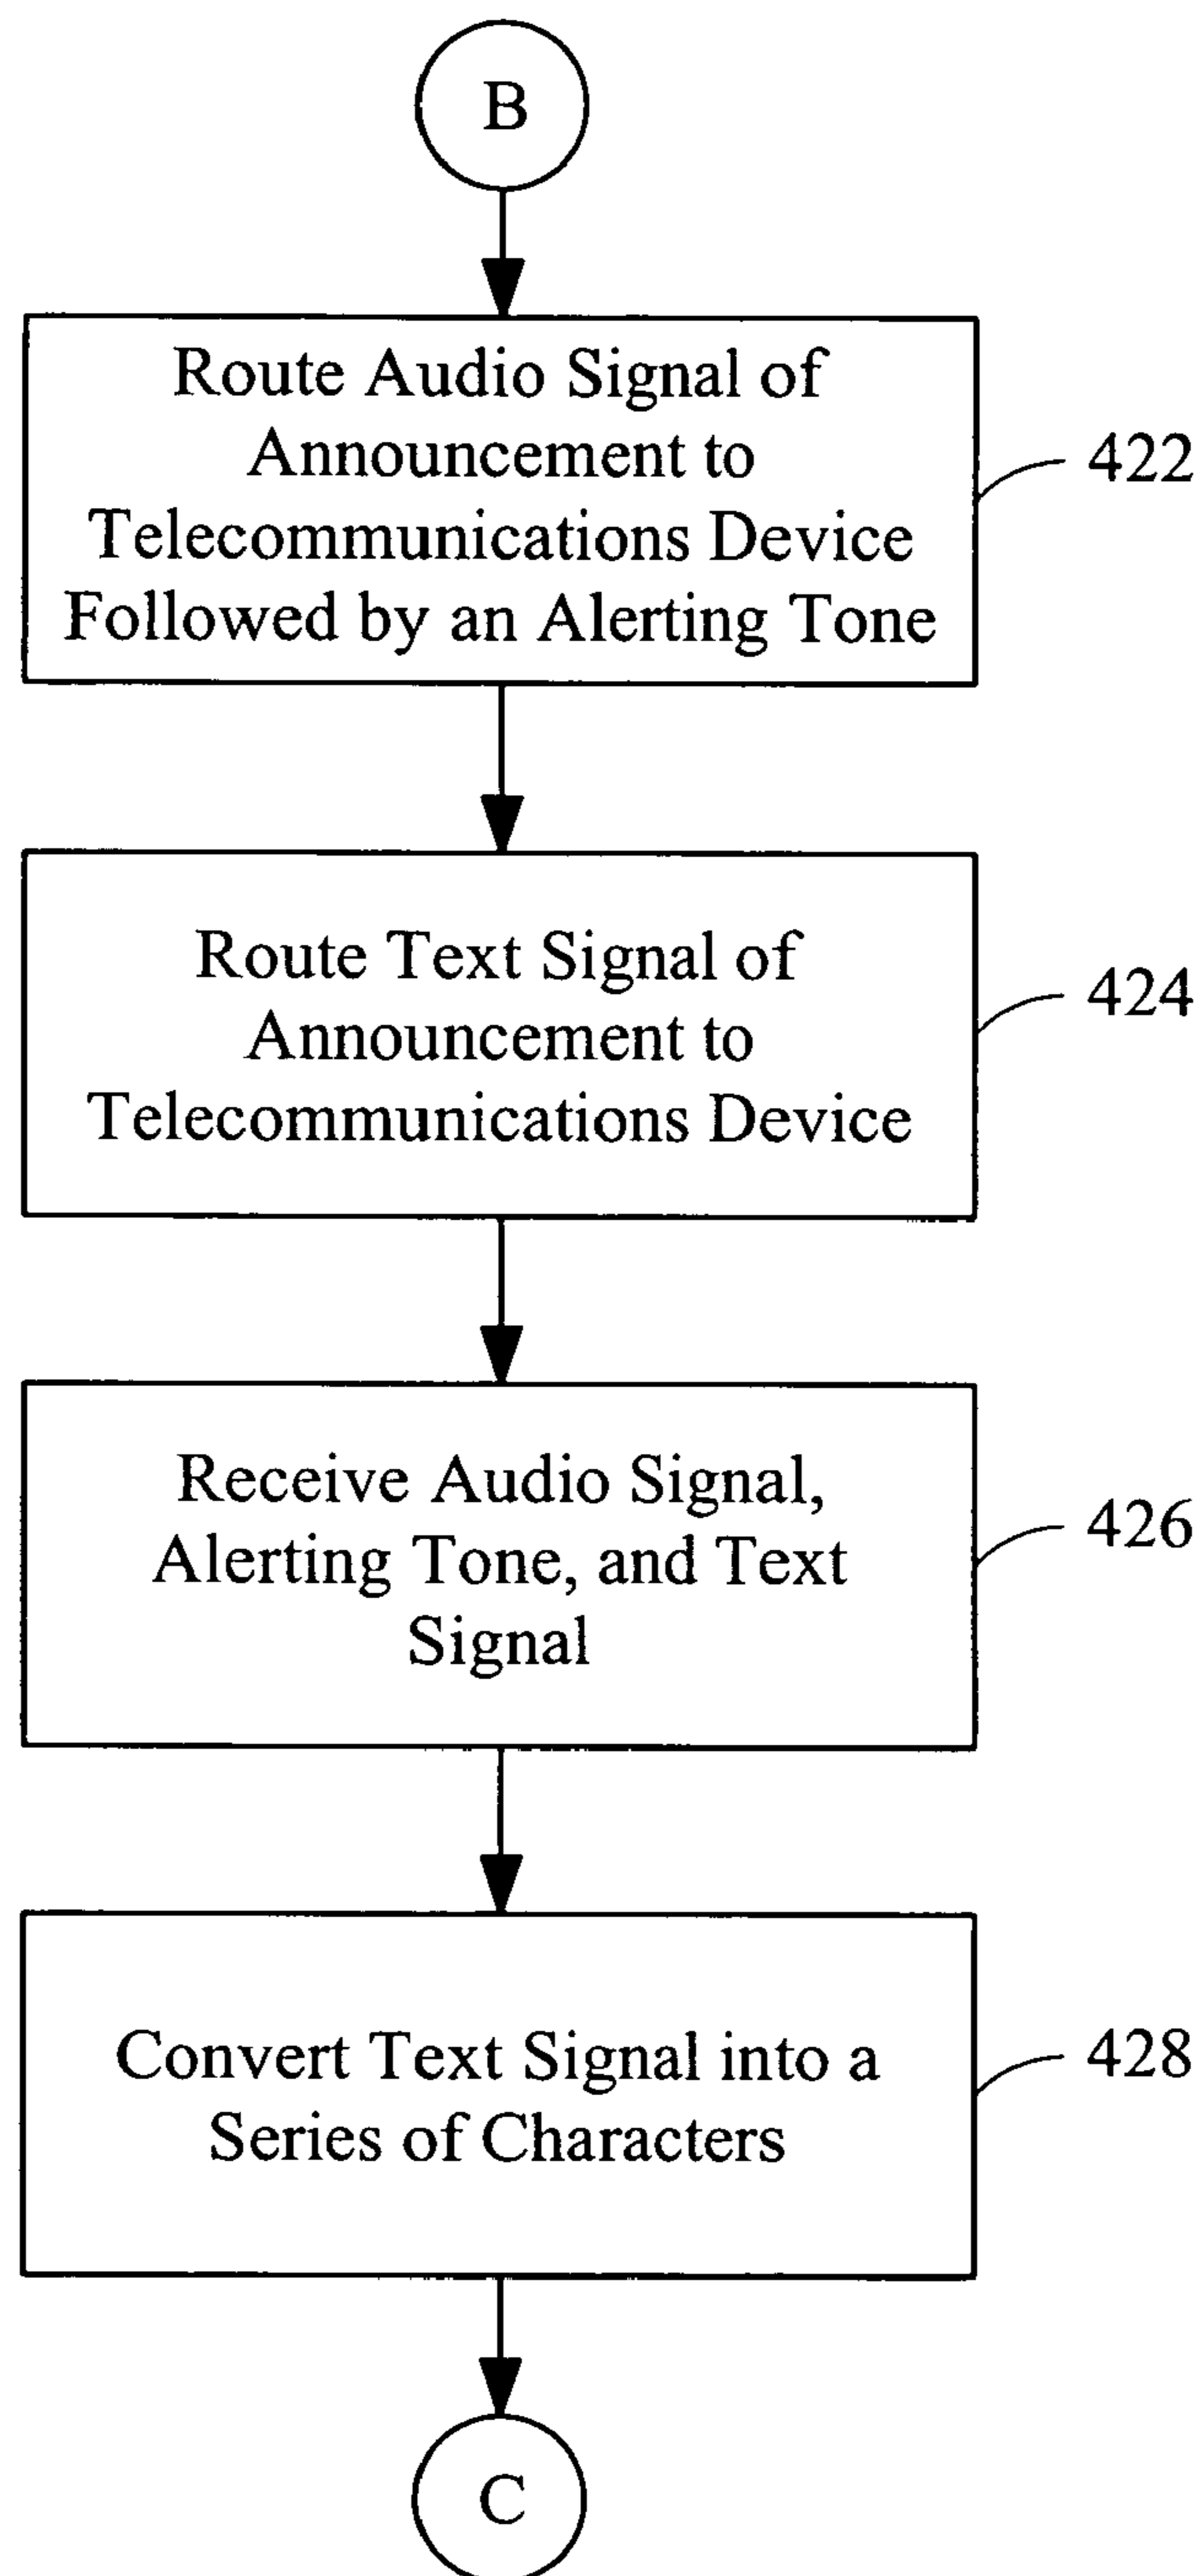 B
Route Audio Signal of
Announcement to
Telecommunications Device
Followed by an Alerting Tone
422
Route Text Signal of
Announcement to
Telecommunications Device
424
Receive Audio Signal,
Alerting Tone, and Text
Signal
426
Convert Text Signal into a
Series of Characters
428
C